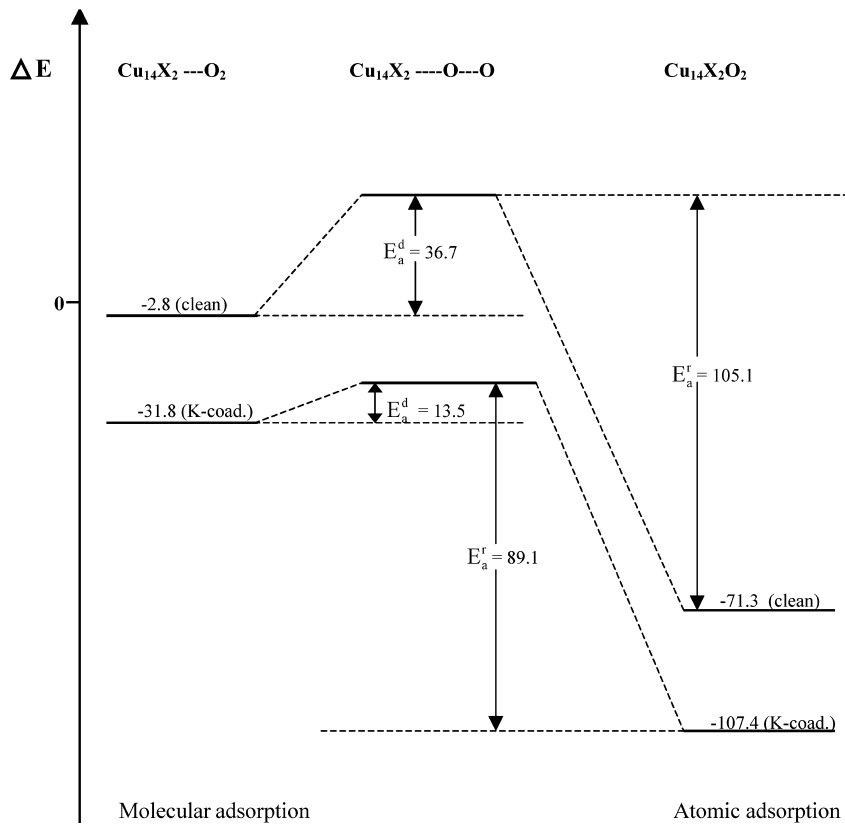 ΔE
Cu₁₄X₂ ---O₂
Cu₁₄X₂ ----O---O
Cu₁₄X₂O₂
Eₐᵈ = 36.7
0
-2.8 (clean)
Eₐʳ = 105.1
-31.8 (K-coad.)
Eₐᵈ = 13.5
Eₐʳ = 89.1
-71.3 (clean)
-107.4 (K-coad.)
Molecular adsorption
Atomic adsorption